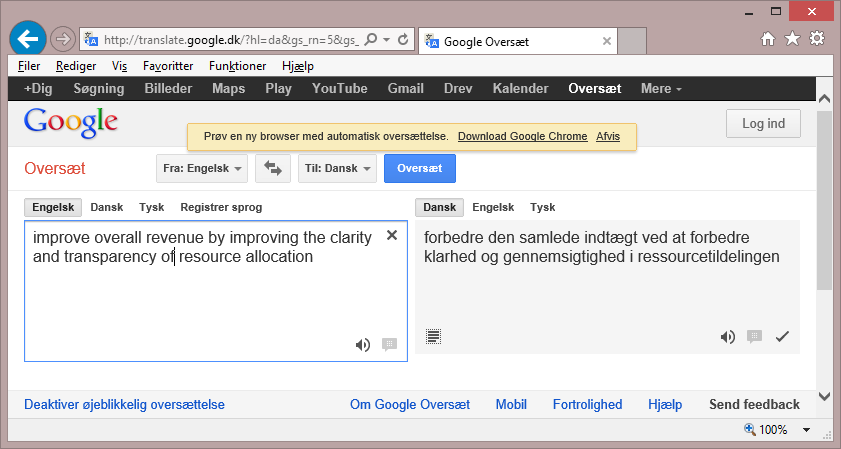 http://translate.google.dk/?hl=da&gs_rn=5&gs_
Google Oversæt
Filer Rediger Vis Favoritter Funktioner Hjælp
+Dig Søgning Billeder Maps Play YouTube Gmail Drev Kalender Oversæt Mere
Google
Prøv en ny browser med automatisk oversættelse. Download Google Chrome Afvis
Log ind
Oversæt
Fra: Engelsk
Til: Dansk
Oversæt
Engelsk Dansk Tysk Registrer sprog
Dansk Engelsk Tysk
improve overall revenue by improving the clarity
and transparency of resource allocation
forbedre den samlede indtægt ved at forbedre
klarhed og gennemsigtighed i ressourcetildelingen
Deaktiver øjeblikkelig oversættelse
Om Google Oversæt Mobil Fortrolighed Hjælp Send feedback
100%